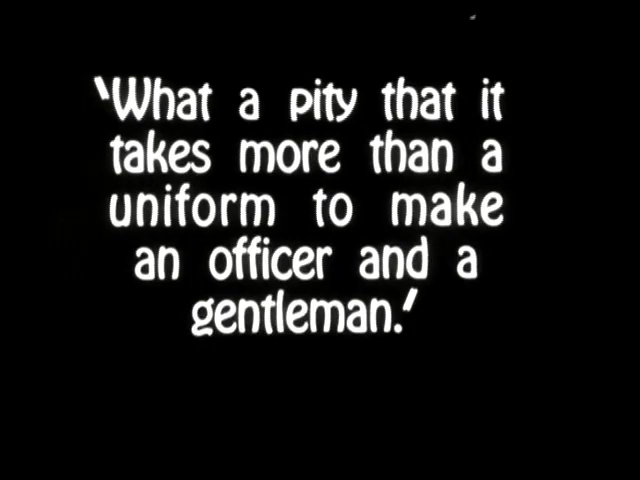 'What a pity that it
takes more than a
uniform to make
an officer and a
gentleman.'